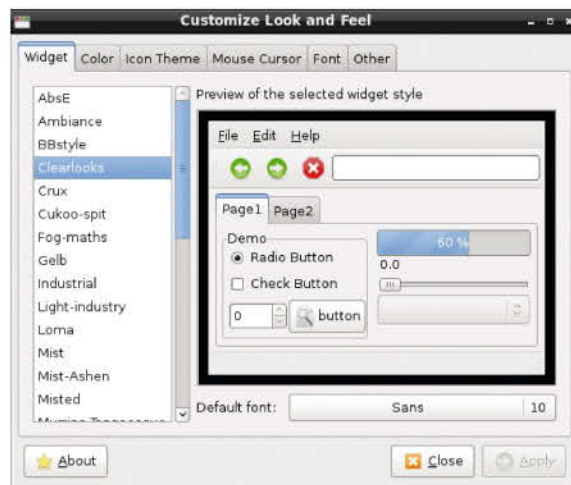 Customize Look and Feel
Widget Color Icon Theme Mouse Cursor Font Other
AbsE
Ambiance
BBstyle
Clearlooks
Crux
Cukoo-spit
Fog-maths
Gelb
Industrial
Light-industry
Loma
Mist
Mist-Ashen
Misted
Preview of the selected widget style
File Edit Help
Page1 Page2
Demo
Radio Button
Check Button
0 button
60 %
0.0
Default font: Sans 10
About Close Apply